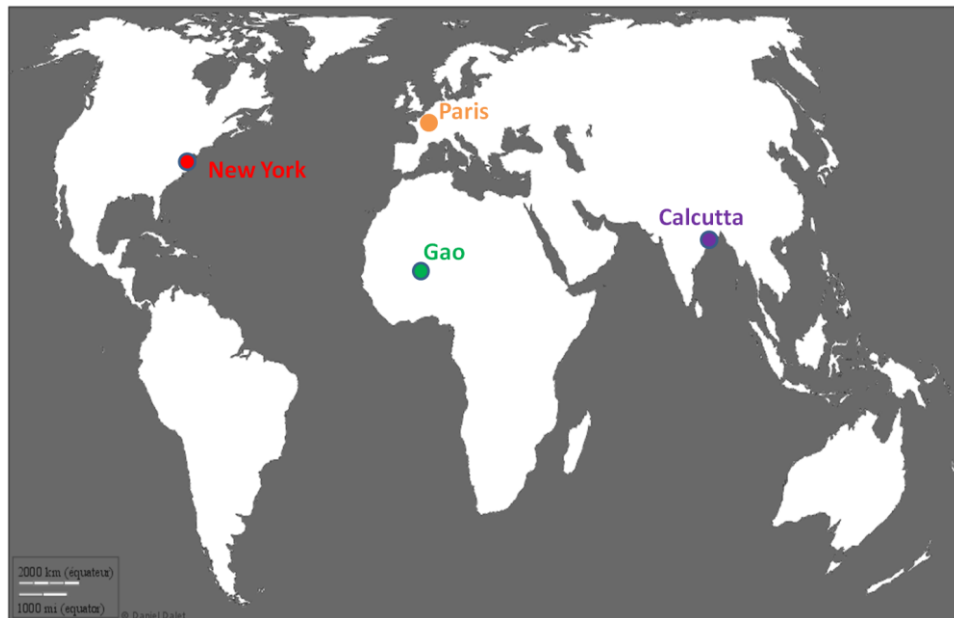 Paris
New York
Calcutta
Gao
2000 km (équateur)
1000 mi (equator)
© Daniel Dalet